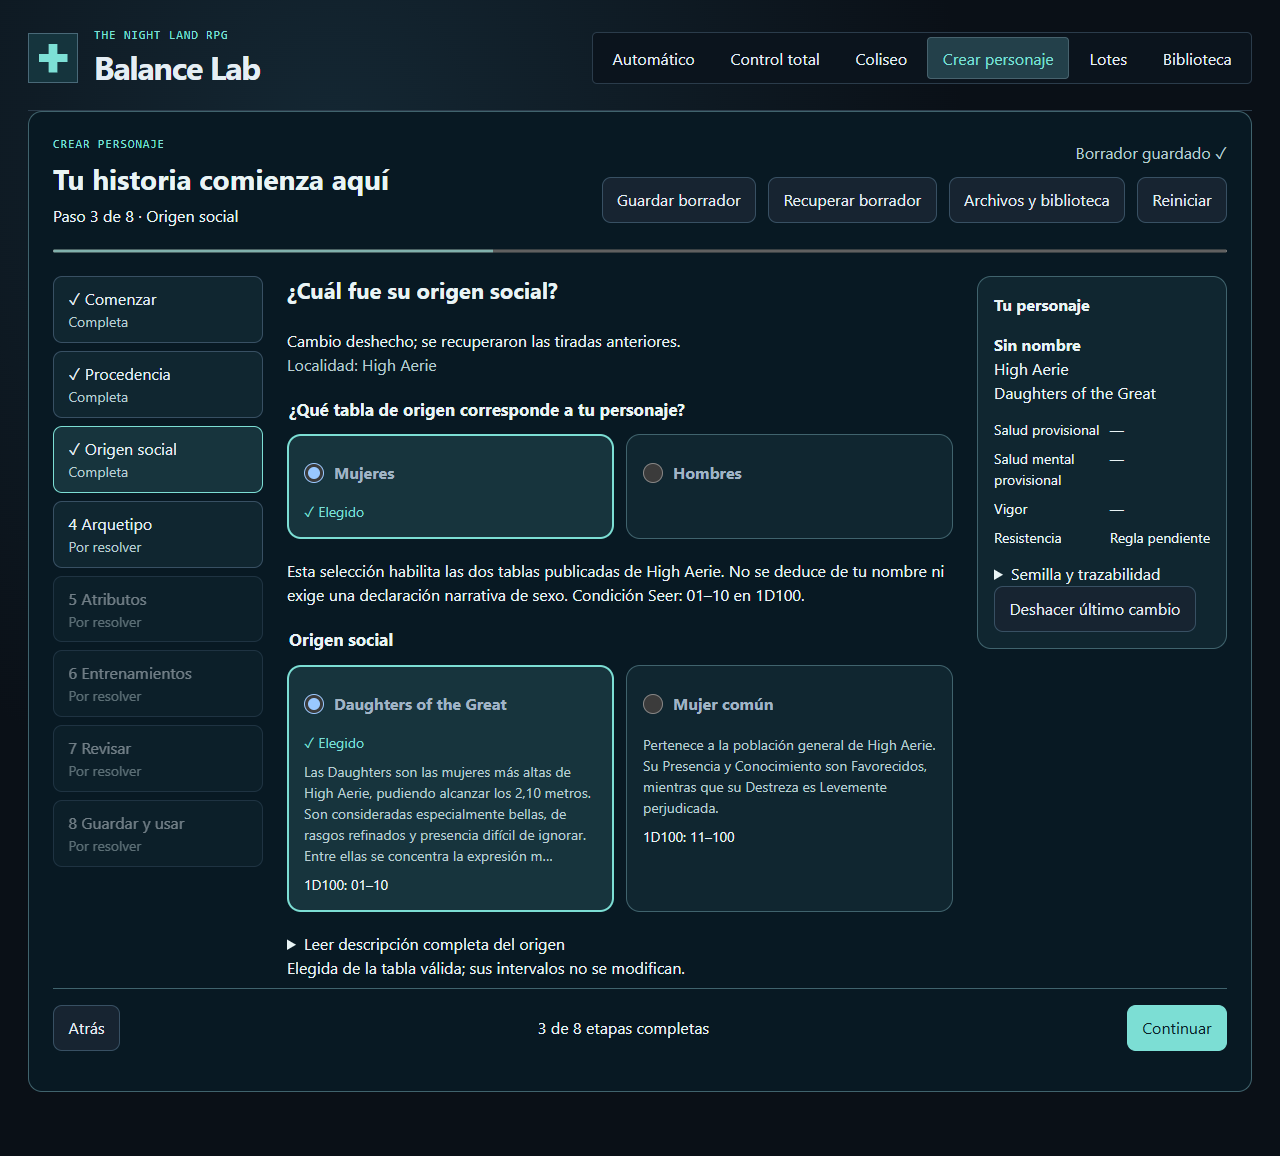 THE NIGHT LAND RPG
Balance Lab
Automático
Control total
Coliseo
Crear personaje
Lotes
Biblioteca
CREAR PERSONAJE
Tu historia comienza aquí
Paso 3 de 8 · Origen social
Borrador guardado ✓
Guardar borrador
Recuperar borrador
Archivos y biblioteca
Reiniciar
✓ Comenzar
Completa
✓ Procedencia
Completa
✓ Origen social
Completa
4 Arquetipo
Por resolver
5 Atributos
Por resolver
6 Entrenamientos
Por resolver
7 Revisar
Por resolver
8 Guardar y usar
Por resolver
¿Cuál fue su origen social?
Cambio deshecho; se recuperaron las tiradas anteriores.
Localidad: High Aerie
¿Qué tabla de origen corresponde a tu personaje?
Mujeres
✓ Elegido
Hombres
Esta selección habilita las dos tablas publicadas de High Aerie. No se deduce de tu nombre ni
exige una declaración narrativa de sexo. Condición Seer: 01–10 en 1D100.
Origen social
Daughters of the Great
✓ Elegido
Las Daughters son las mujeres más altas de
High Aerie, pudiendo alcanzar los 2,10 metros.
Son consideradas especialmente bellas, de
rasgos refinados y presencia difícil de ignorar.
Entre ellas se concentra la expresión m...
1D100: 01–10
Mujer común
Pertenece a la población general de High Aerie.
Su Presencia y Conocimiento son Favorecidos,
mientras que su Destreza es Levemente
perjudicada.
1D100: 11–100
▶ Leer descripción completa del origen
Elegida de la tabla válida; sus intervalos no se modifican.
Tu personaje
Sin nombre
High Aerie
Daughters of the Great
Salud provisional —
Salud mental provisional —
Vigor —
Resistencia Regla pendiente
▶ Semilla y trazabilidad
Deshacer último cambio
Atrás
3 de 8 etapas completas
Continuar